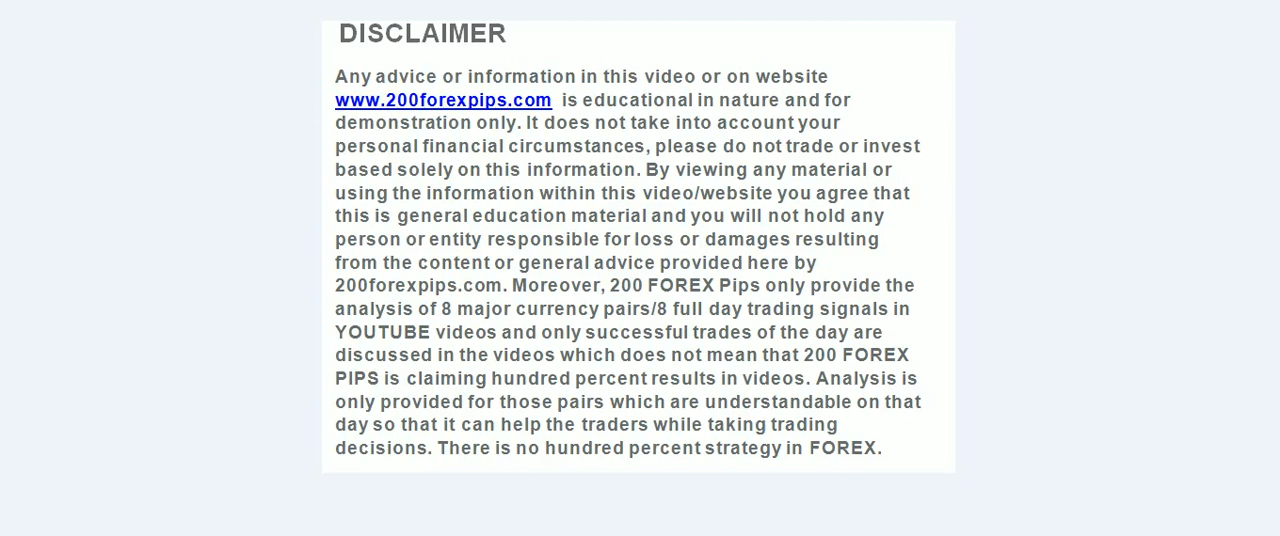 DISCLAIMER
Any advice or information in this video or on website
www.200forexpips.com is educational in nature and for
demonstration only. It does not take into account your
personal financial circumstances, please do not trade or invest
based solely on this information. By viewing any material or
using the information within this video/website you agree that
this is general education material and you will not hold any
person or entity responsible for loss or damages resulting
from the content or general advice provided here by
200forexpips.com. Moreover, 200 FOREX Pips only provide the
analysis of 8 major currency pairs/8 full day trading signals in
YOUTUBE videos and only successful trades of the day are
discussed in the videos which does not mean that 200 FOREX
PIPS is claiming hundred percent results in videos. Analysis is
only provided for those pairs which are understandable on that
day so that it can help the traders while taking trading
decisions. There is no hundred percent strategy in FOREX.